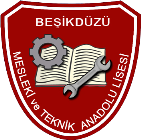 BEŞİKDÜZÜ
MESLEKİ ve TEKNİK ANADOLU LİSESİ